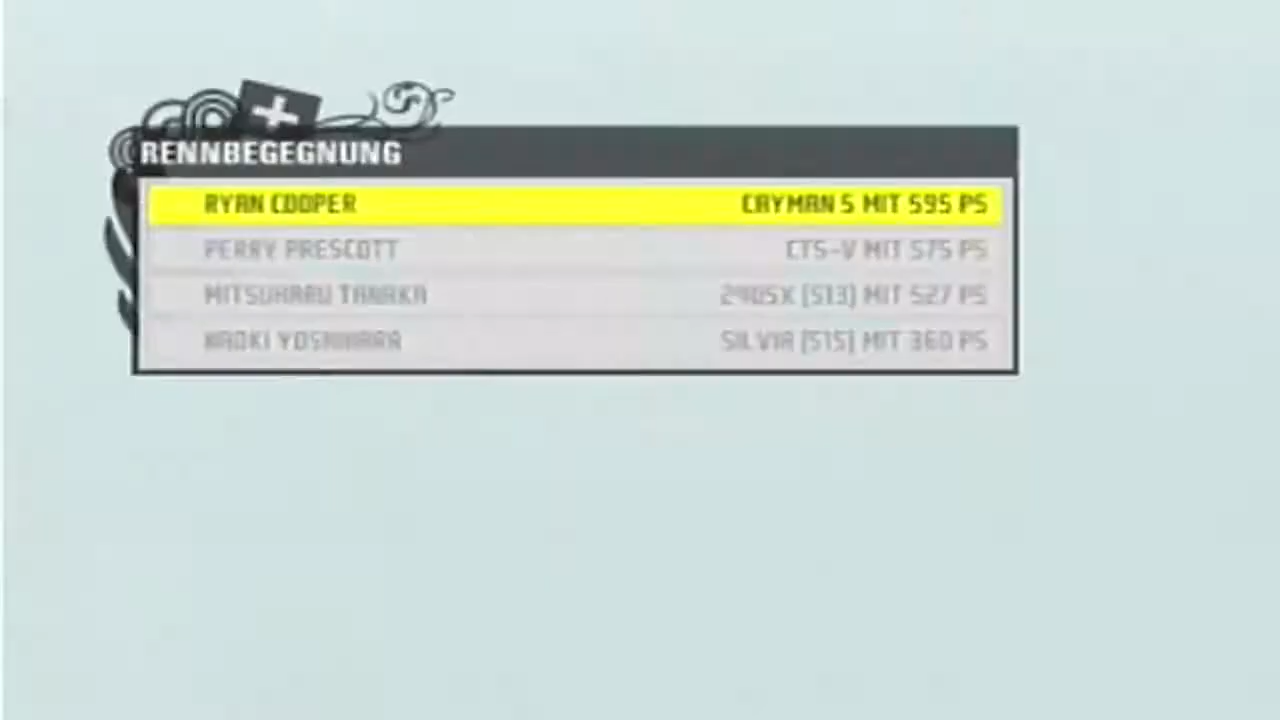 RENNBEGEGNUNG
RYAN COOPER CAYMAN S MIT 595 PS
PERRY PRESCOTT CTS-V MIT 575 PS
MITSUHARU TANAKA 240SX (S13) MIT 527 PS
NAOKI YOSHIHARA SILVIA (S15) MIT 360 PS